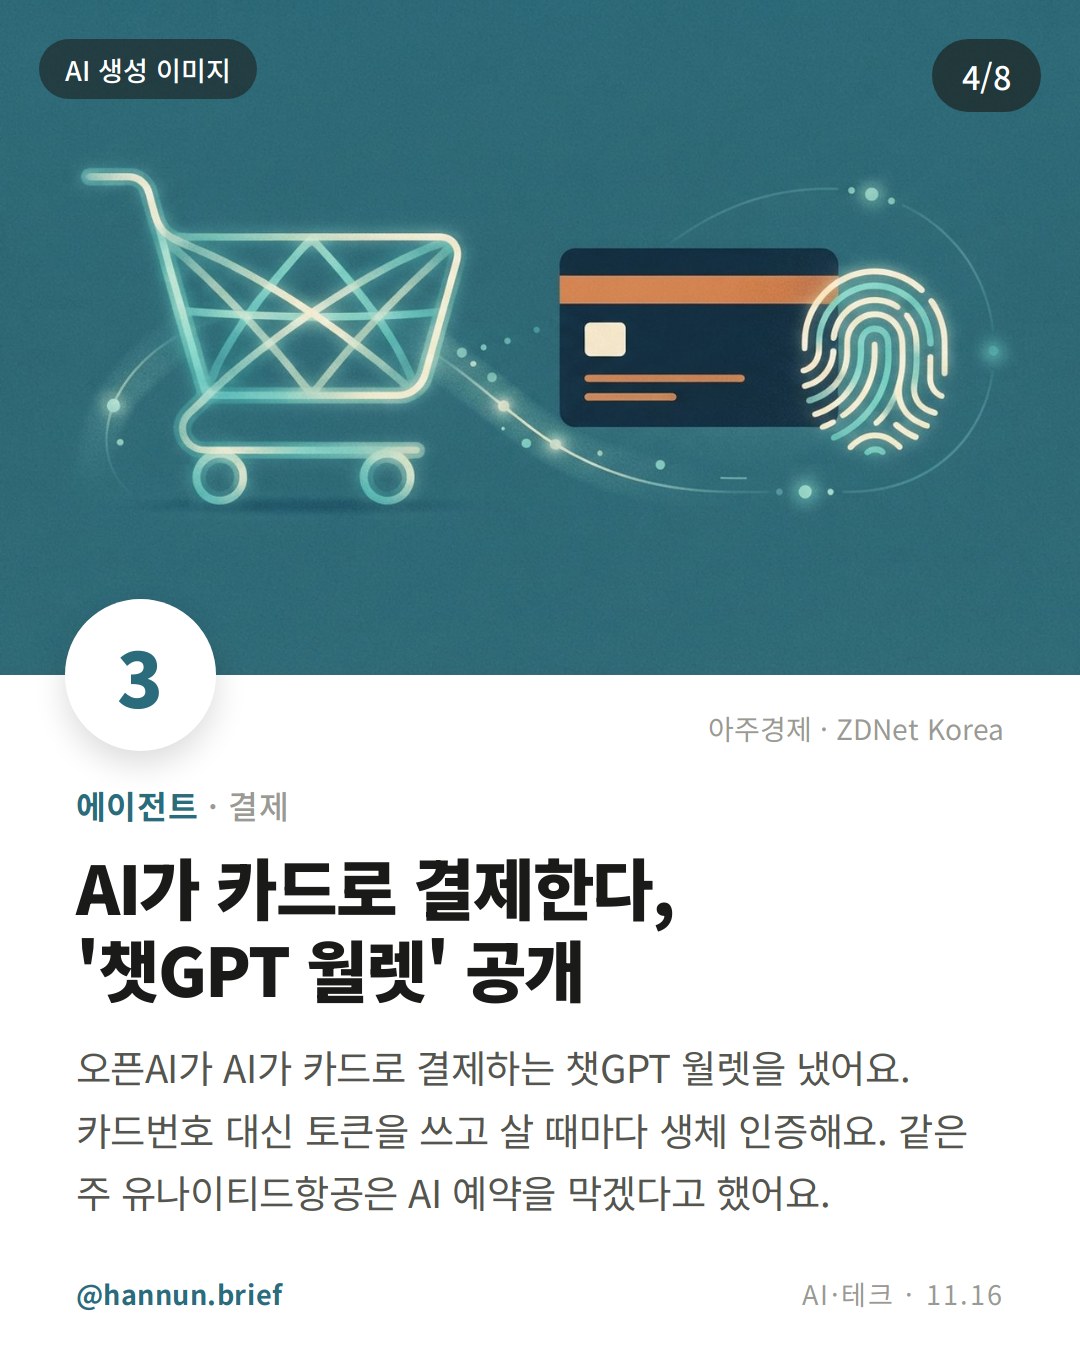 AI 생성 이미지
4/8
3
아주경제 · ZDNet Korea
에이전트 · 결제
AI가 카드로 결제한다,
'챗GPT 월렛' 공개
오픈AI가 AI가 카드로 결제하는 챗GPT 월렛을 냈어요.
카드번호 대신 토큰을 쓰고 살 때마다 생체 인증해요. 같은
주 유나이티드항공은 AI 예약을 막겠다고 했어요.
@hannun.brief
AI·테크 · 11.16